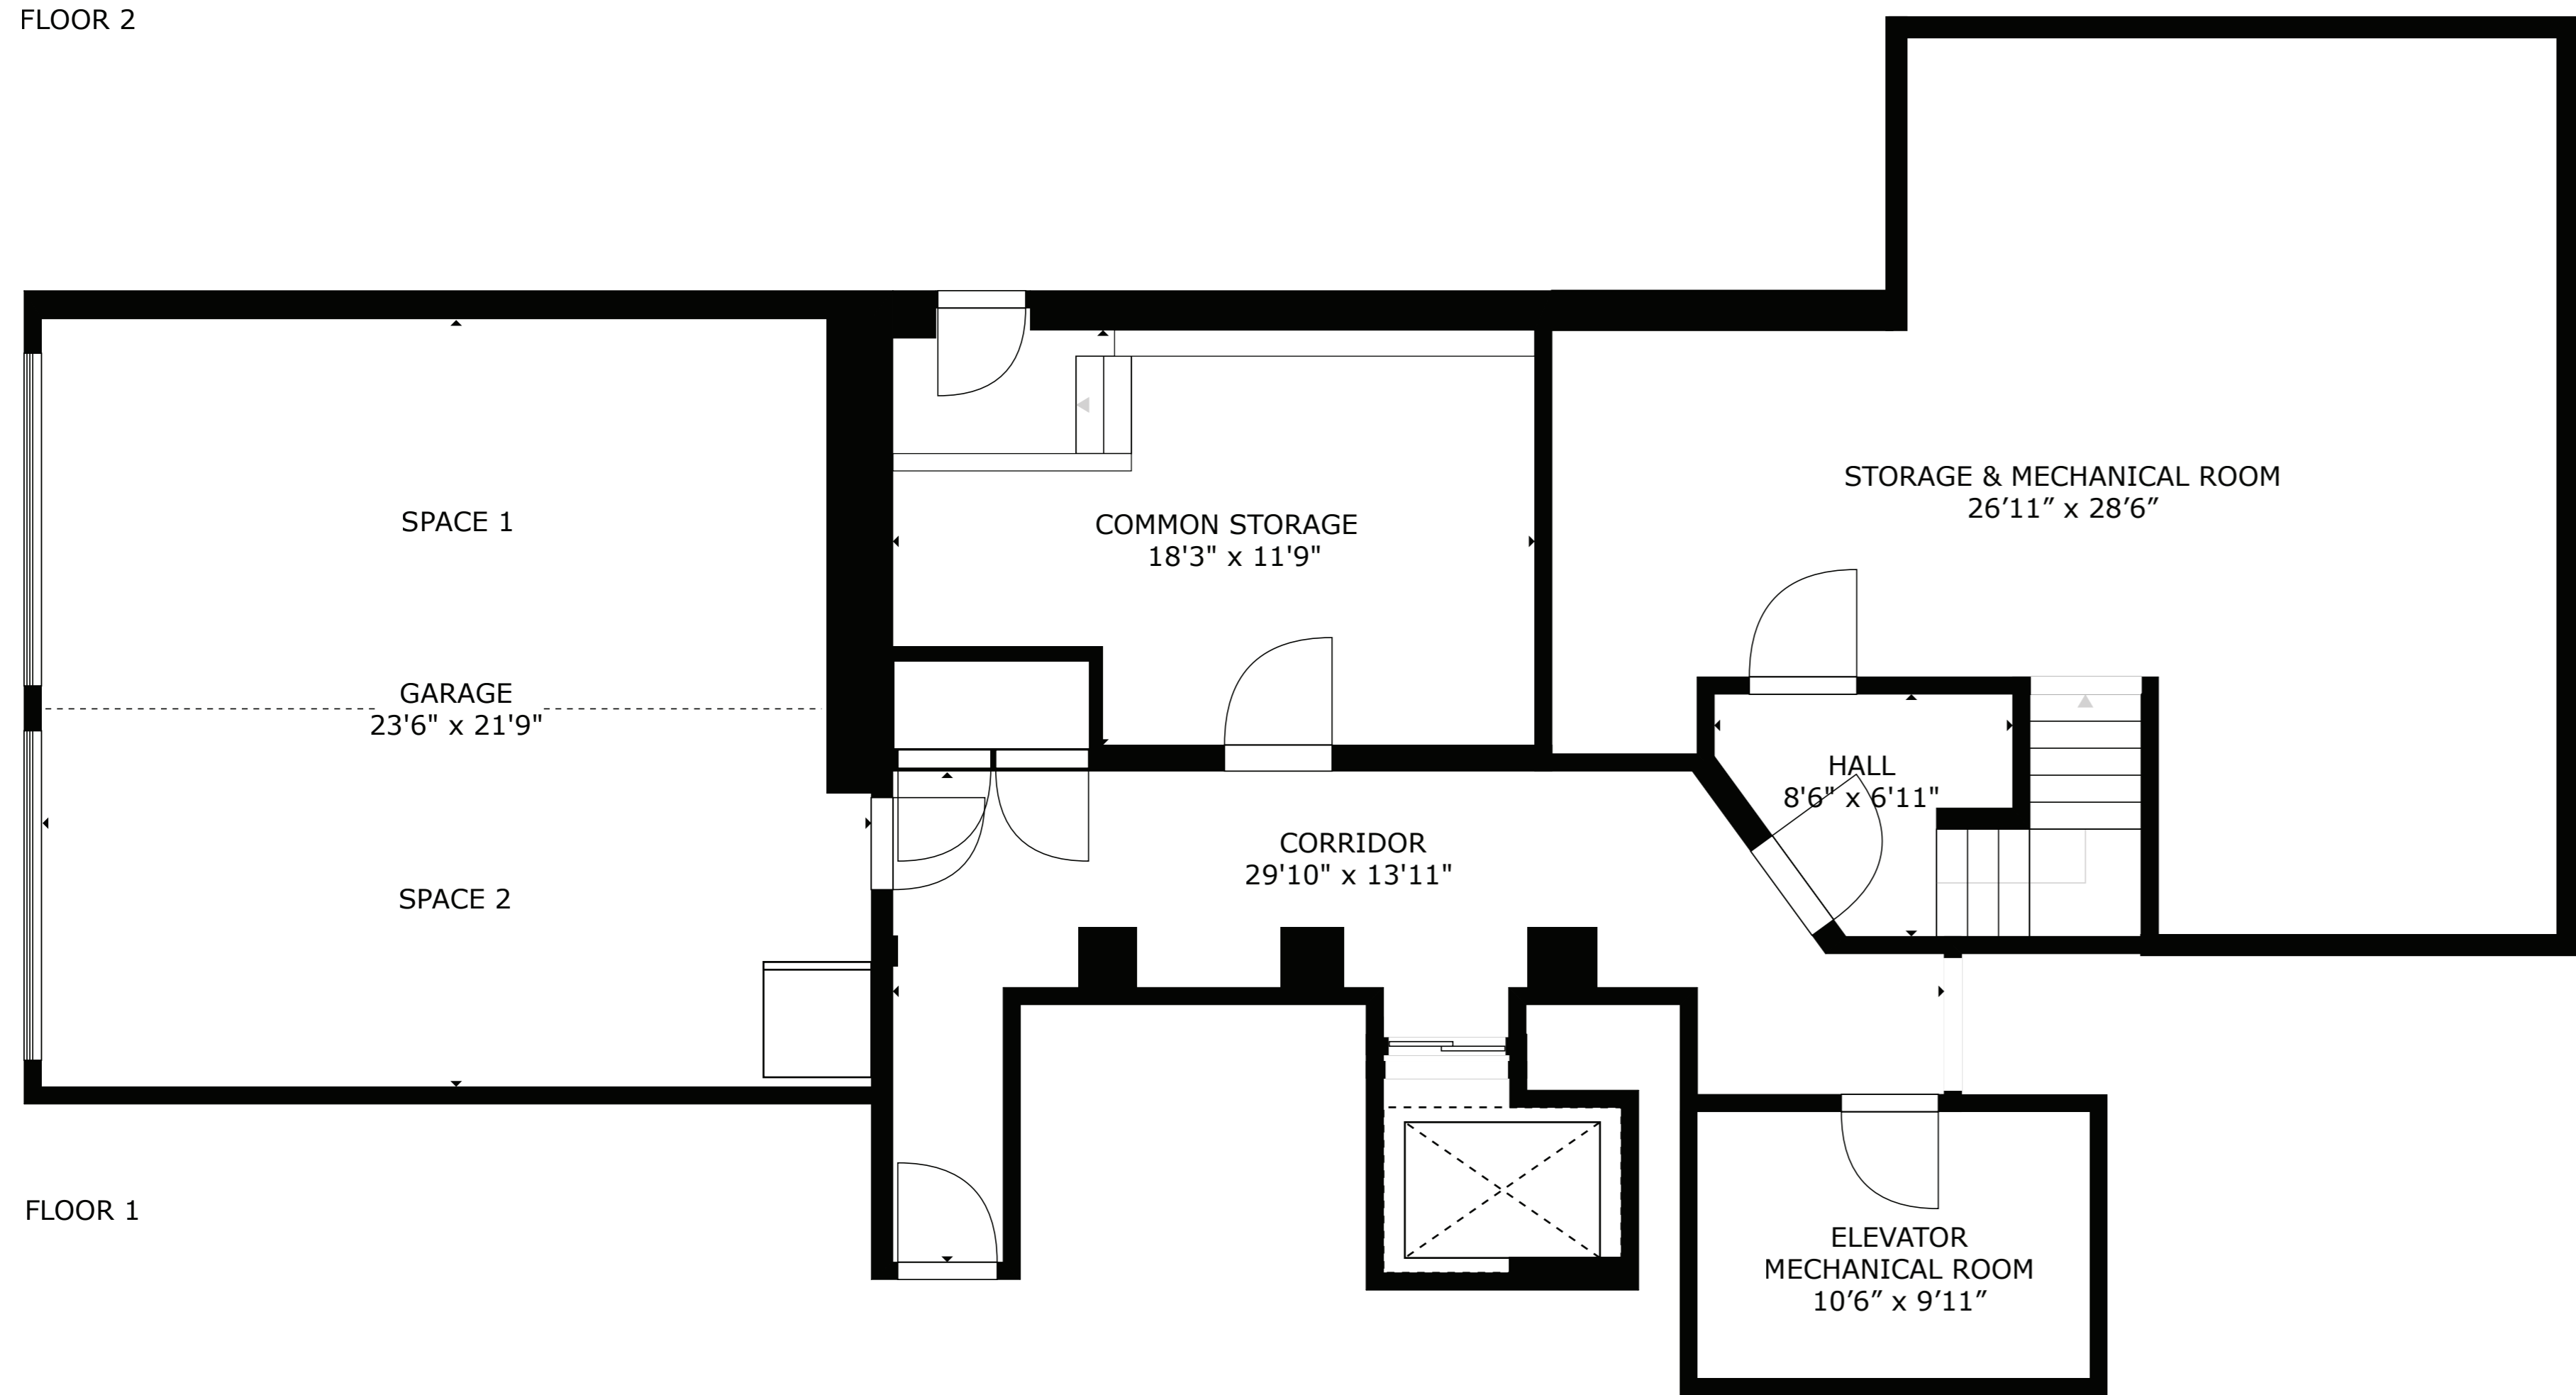 FLOOR 2
STORAGE & MECHANICAL ROOM
26’11” x 28’6”
SPACE 1
COMMON STORAGE
18'3" x 11'9"
GARAGE
23'6" x 21'9"
HALL
8'6" x 6'11"
CORRIDOR
29'10" x 13'11"
SPACE 2
FLOOR 1
ELEVATOR
MECHANICAL ROOM
10’6” x 9’11”